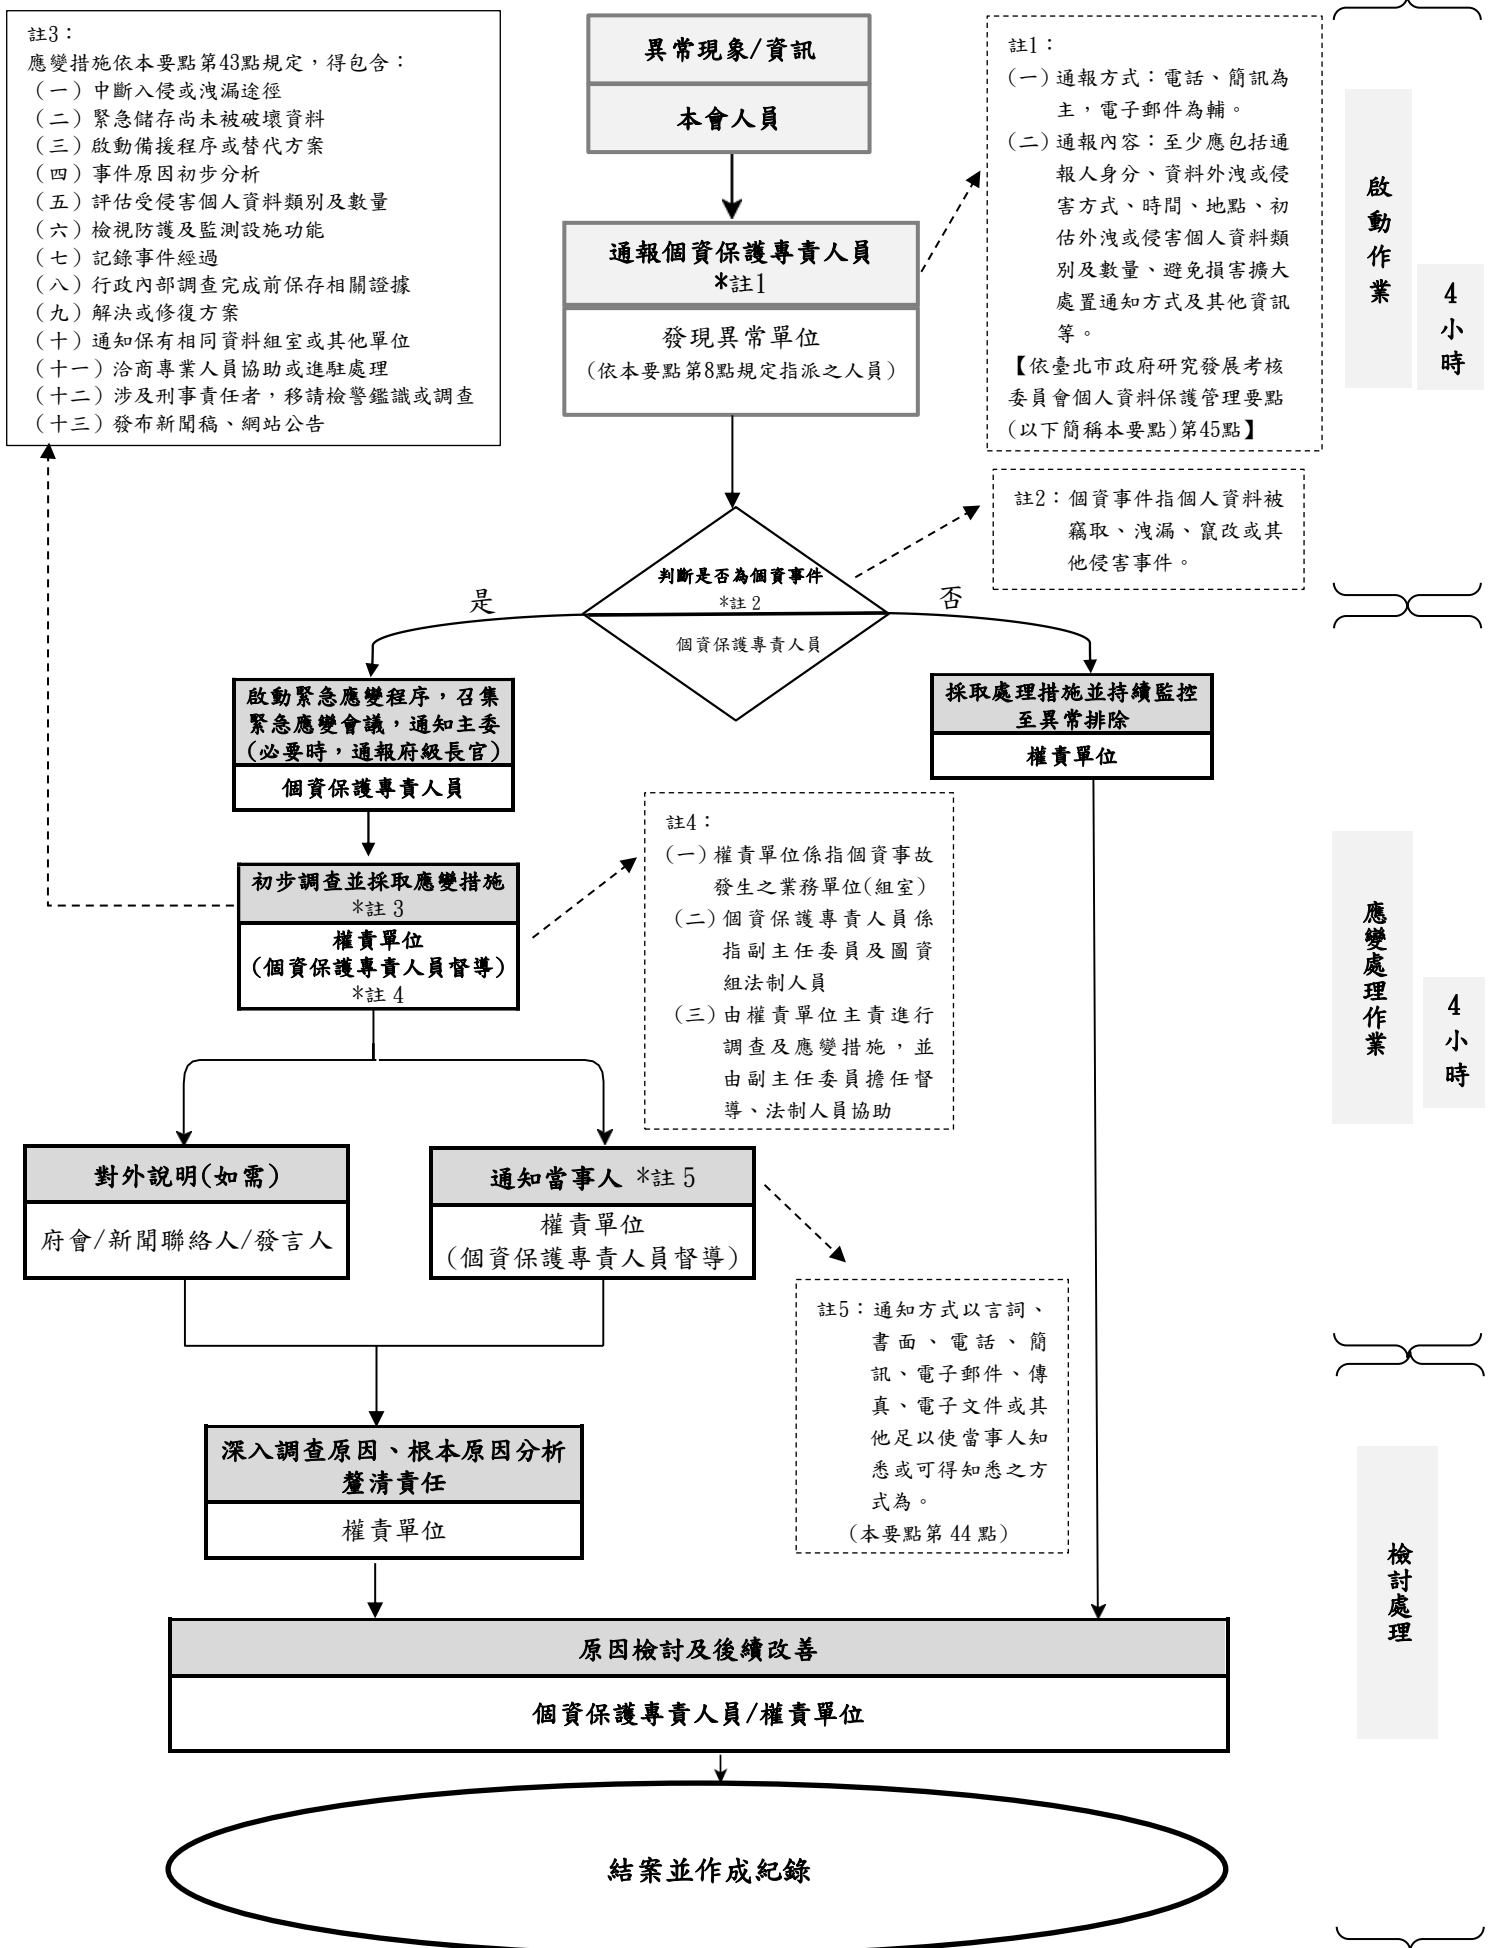 註3：
應變措施依本要點第43點規定，得包含：
（一）中斷入侵或洩漏途徑
（二）緊急儲存尚未被破壞資料
（三）啟動備援程序或替代方案
（四）事件原因初步分析
（五）評估受侵害個人資料類別及數量
（六）檢視防護及監測設施功能
（七）記錄事件經過
（八）行政內部調查完成前保存相關證據
（九）解決或修復方案
（十）通知保有相同資料組室或其他單位
（十一）洽商專業人員協助或進駐處理
（十二）涉及刑事責任者，移請檢警鑑識或調查
（十三）發布新聞稿、網站公告
異常現象/資訊
本會人員
通報個資保護專責人員
*註1
發現異常單位
(依本要點第8點規定指派之人員)
註1：
(一)通報方式：電話、簡訊為
主，電子郵件為輔。
(二)通報內容：至少應包括通
報人身分、資料外洩或侵
害方式、時間、地點、初
估外洩或侵害個人資料類
別及數量、避免損害擴大
處置通知方式及其他資訊
等。
【依臺北市政府研究發展考核
委員會個人資料保護管理要點
(以下簡稱本要點)第45點】
啟動作業
4小時
註2：個資事件指個人資料被
竊取、洩漏、竄改或其
他侵害事件。
判斷是否為個資事件
*註 2
個資保護專責人員
是
否
啟動緊急應變程序，召集
緊急應變會議，通知主委
(必要時，通報府級長官)
個資保護專責人員
採取處理措施並持續監控
至異常排除
權責單位
初步調查並採取應變措施
*註 3
權責單位
(個資保護專責人員督導)
*註 4
註4：
(一)權責單位係指個資事故
發生之業務單位(組室)
(二)個資保護專責人員係
指副主任委員及圖資
組法制人員
(三)由權責單位主責進行
調查及應變措施，並
由副主任委員擔任督
導、法制人員協助
應變處理作業
4小時
對外說明(如需)
府會/新聞聯絡人/發言人
通知當事人 *註 5
權責單位
(個資保護專責人員督導)
註5：通知方式以言詞、
書面、電話、簡
訊、電子郵件、傳
真、電子文件或其
他足以使當事人知
悉或可得知悉之方
式為。
(本要點第 44 點)
深入調查原因、根本原因分析
釐清責任
權責單位
檢討處理
原因檢討及後續改善
個資保護專責人員/權責單位
結案並作成紀錄